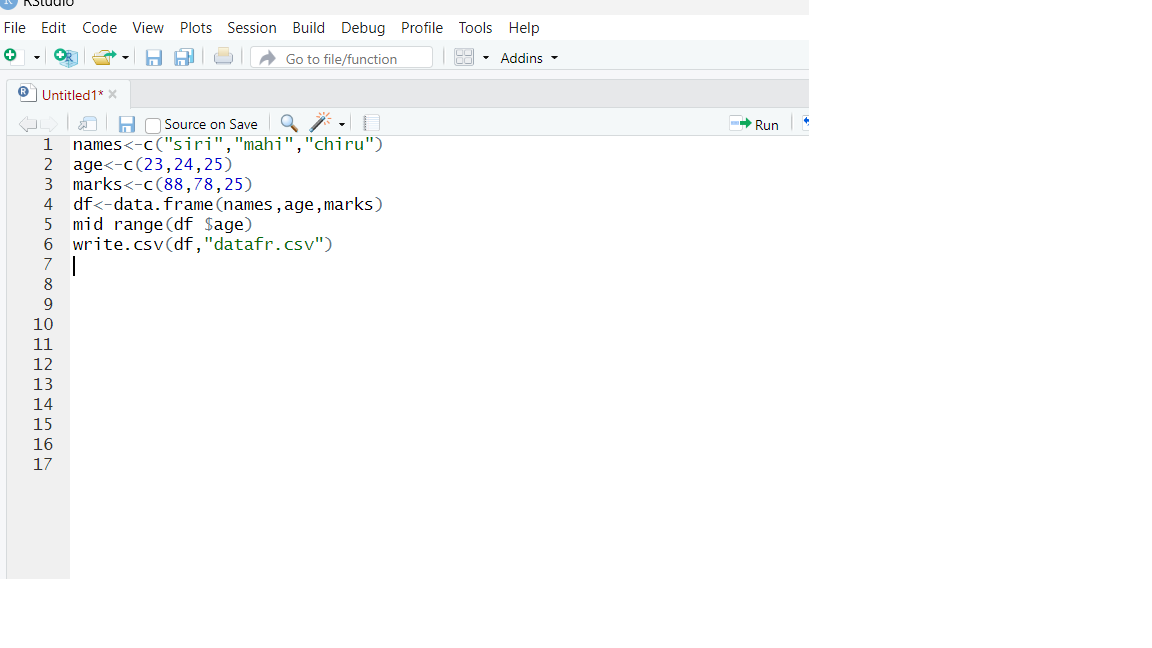 RStudio
File Edit Code View Plots Session Build Debug Profile Tools Help
Go to file/function Addins
Untitled1*
Source on Save Run
1 names<-c("siri","mahi","chiru")
2 age<-c(23,24,25)
3 marks<-c(88,78,25)
4 df<-data.frame(names,age,marks)
5 mid range(df $age)
6 write.csv(df,"datafr.csv")
7
8
9
10
11
12
13
14
15
16
17